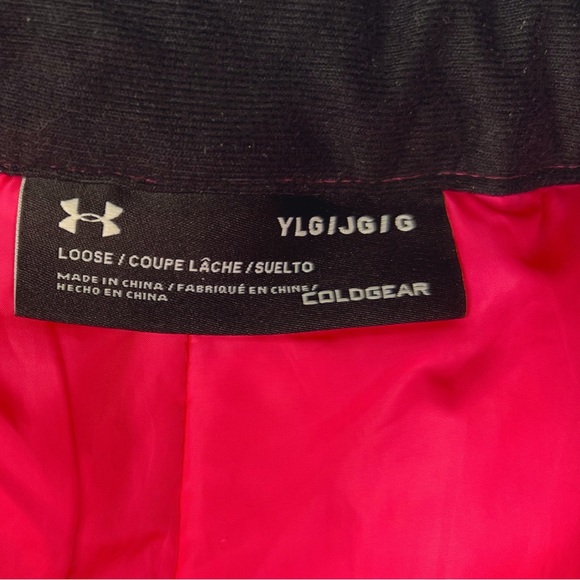 YLG/JG/G
LOOSE / COUPE LÂCHE / SUELTO
MADE IN CHINA / FABRIQUÉ EN CHINE/
HECHO EN CHINA
COLDGEAR